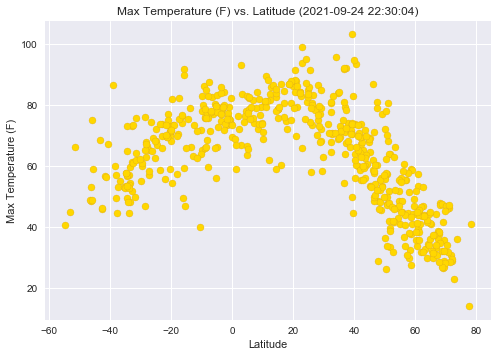 Max Temperature (F) vs. Latitude (2021-09-24 22:30:04)
Max Temperature (F)
100
80
60
40
20
−60 −40 −20 0 20 40 60 80
Latitude